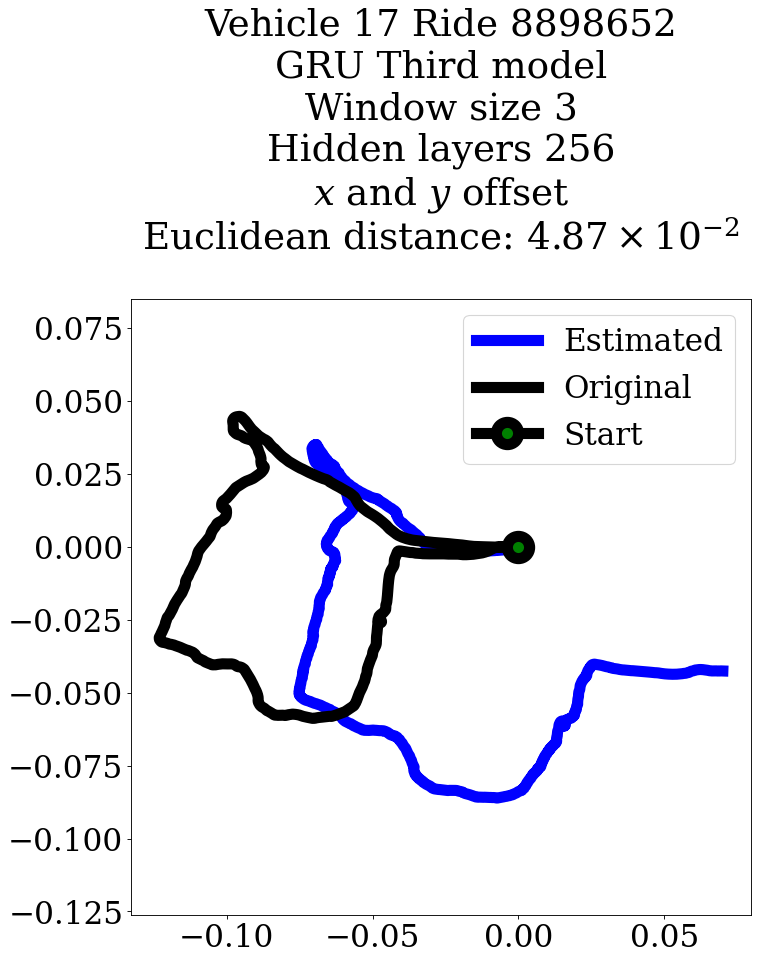 Vehicle 17 Ride 8898652
GRU Third model
Window size 3
Hidden layers 256
x and y offset
Euclidean distance: 4.87 × 10⁻²
Estimated
Original
Start
0.075
0.050
0.025
0.000
−0.025
−0.050
−0.075
−0.100
−0.125
−0.10
−0.05
0.00
0.05